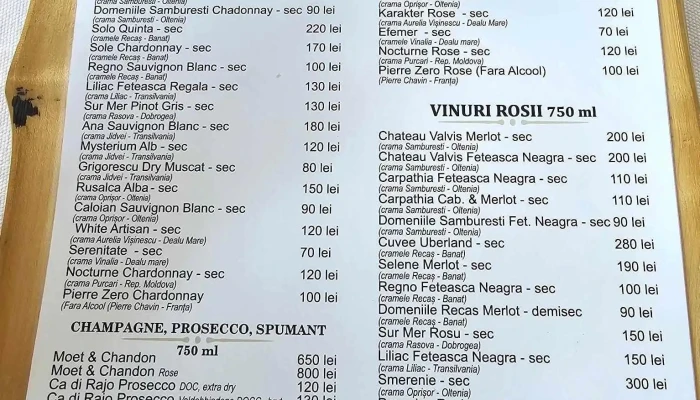 (crama Samburesti - Oltenia)
Domeniile Samburesti Chadonnay - sec 90 lei
(crama Samburesti - Oltenia)
Solo Quinta - sec 220 lei
(cramele Recaș - Banat)
Sole Chardonnay - sec 170 lei
(cramele Recaș - Banat)
Regno Sauvignon Blanc - sec 100 lei
(cramele Recaș - Banat)
Liliac Feteasca Regala - sec 130 lei
(crama Liliac - Transilvania)
Sur Mer Pinot Gris - sec 130 lei
(crama Rasova - Dobrogea)
Ana Sauvignon Blanc - sec 180 lei
(crama Jidvei - Transilvania)
Mysterium Alb - sec 120 lei
(crama Jidvei - Transilvania)
Grigorescu Dry Muscat - sec 80 lei
(crama Jidvei - Transilvania)
Rusalca Alba - sec 150 lei
(crama Oprișor - Oltenia)
Caloian Sauvignon Blanc - sec 90 lei
(crama Oprișor - Oltenia)
White Artisan - sec 120 lei
(crama Aurelia Vișinescu - Dealu Mare)
Serenitate - sec 70 lei
(crama Vinalia - Dealu mare)
Nocturne Chardonnay - sec 120 lei
(crama Purcari - Rep. Moldova)
Pierre Zero Chardonnay 100 lei
(Fara Alcool (Pierre Chavin - Franța)
CHAMPAGNE, PROSECCO, SPUMANT
750 ml
Moet & Chandon 650 lei
Moet & Chandon Rose 800 lei
Ca di Rajo Prosecco DOC, extra dry 120 lei
Ca di Rajo Prosecco Valdobbiadene DOCG, brut 130 lei
(crama Oprișor - Oltenia)
Karakter Rose - sec 120 lei
(crama Aurelia Vișinescu - Dealu Mare)
Efemer - sec 70 lei
(cramele Vinalia - Dealu mare)
Nocturne Rose - sec 120 lei
(crama Purcari - Rep. Moldova)
Pierre Zero Rose (Fara Alcool) 100 lei
(Pierre Chavin - Franța)
VINURI ROSII 750 ml
Chateau Valvis Merlot - sec 200 lei
(crama Samburesti - Oltenia)
Chateau Valvis Feteasca Neagra - sec 200 lei
(crama Samburesti - Oltenia)
Carpathia Feteasca Neagra - sec 110 lei
(crama Samburesti - Oltenia)
Carpathia Cab. & Merlot - sec 110 lei
(crama Samburesti - Oltenia)
Domeniile Samburesti Fet. Neagra - sec 90 lei
(crama Samburesti - Oltenia)
Cuvee Uberland - sec 280 lei
(cramele Recaș - Banat)
Selene Merlot - sec 190 lei
(cramele Recaș - Banat)
Regno Feteasca Neagra - sec 100 lei
(cramele Recaș - Banat)
Domeniile Recas Merlot - demisec 90 lei
(cramele Recaș - Banat)
Sur Mer Rosu - sec 150 lei
(crama Rasova - Dobrogea)
Liliac Feteasca Neagra - sec 150 lei
(crama Liliac - Transilvania)
Smerenie - sec 300 lei
(crama Oprișor - Oltenia)